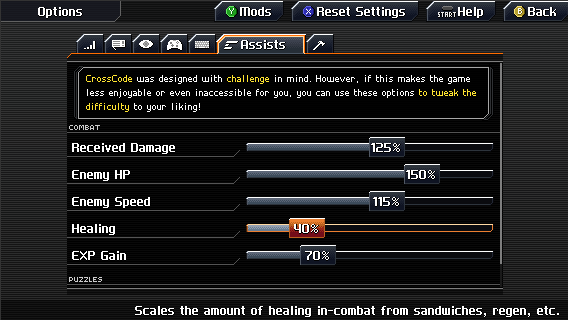 Options
Y Mods
X Reset Settings
START Help
B Back
Assists
CrossCode was designed with challenge in mind. However, if this makes the game
less enjoyable or even inaccessible for you, you can use these options to tweak the
difficulty to your liking!
COMBAT
Received Damage 125%
Enemy HP 150%
Enemy Speed 115%
Healing 40%
EXP Gain 70%
PUZZLES
Scales the amount of healing in-combat from sandwiches, regen, etc.